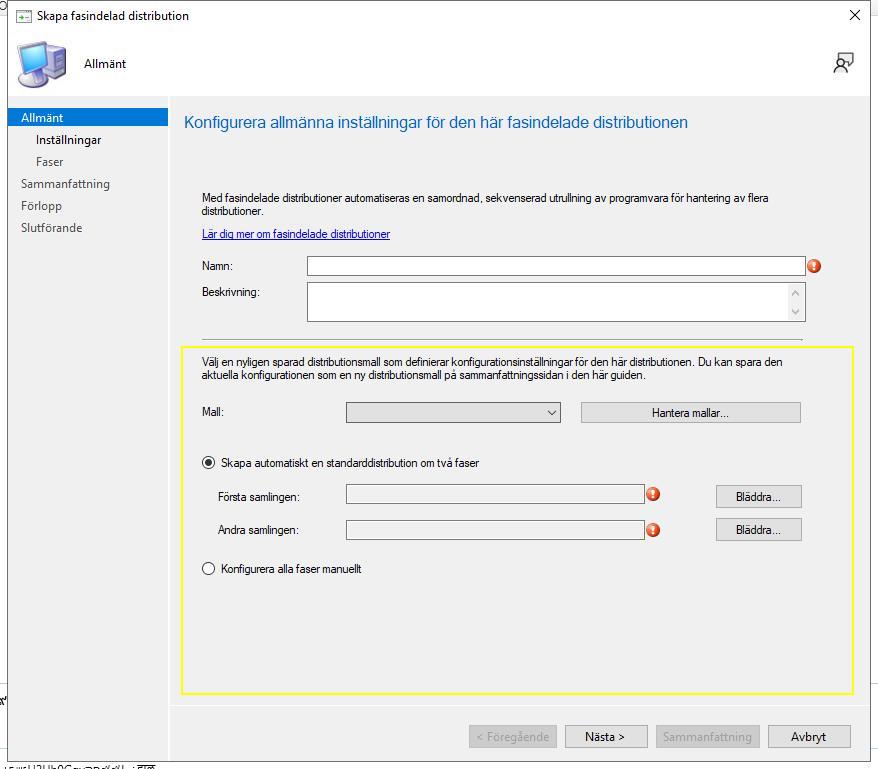 Skapa fasindelad distribution
Allmänt
Allmänt
Inställningar
Faser
Sammanfattning
Förlopp
Slutförande
Konfigurera allmänna inställningar för den här fasindelade distributionen
Med fasindelade distributioner automatiseras en samordnad, sekvenserad utrullning av programvara för hantering av flera
distributioner.
Lär dig mer om fasindelade distributioner
Namn:
Beskrivning:
Välj en nyligen sparad distributionsmall som definierar konfigurationsinställningar för den här distributionen. Du kan spara den
aktuella konfigurationen som en ny distributionsmall på sammanfattningssidan i den här guiden.
Mall:
Hantera mallar...
Skapa automatiskt en standarddistribution om två faser
Första samlingen:
Bläddra...
Andra samlingen:
Bläddra...
Konfigurera alla faser manuellt
< Föregående
Nästa >
Sammanfattning
Avbryt